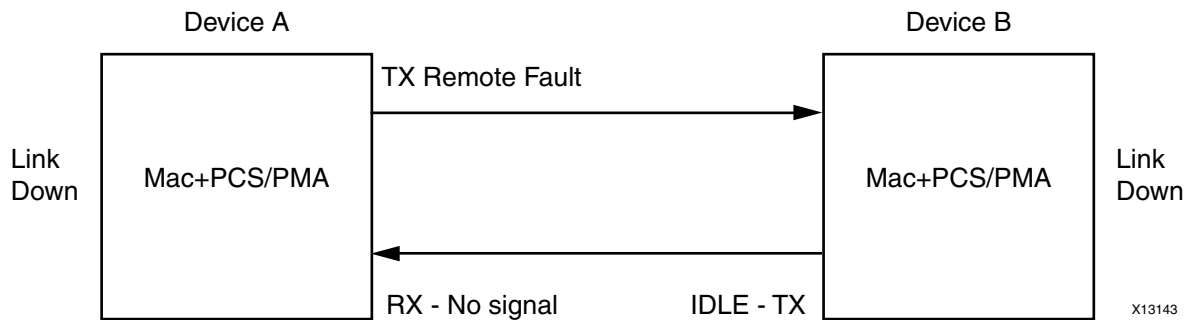 Device A
Device B
TX Remote Fault
Link
Down
Mac+PCS/PMA
Mac+PCS/PMA
Link
Down
RX - No signal
IDLE - TX
X13143